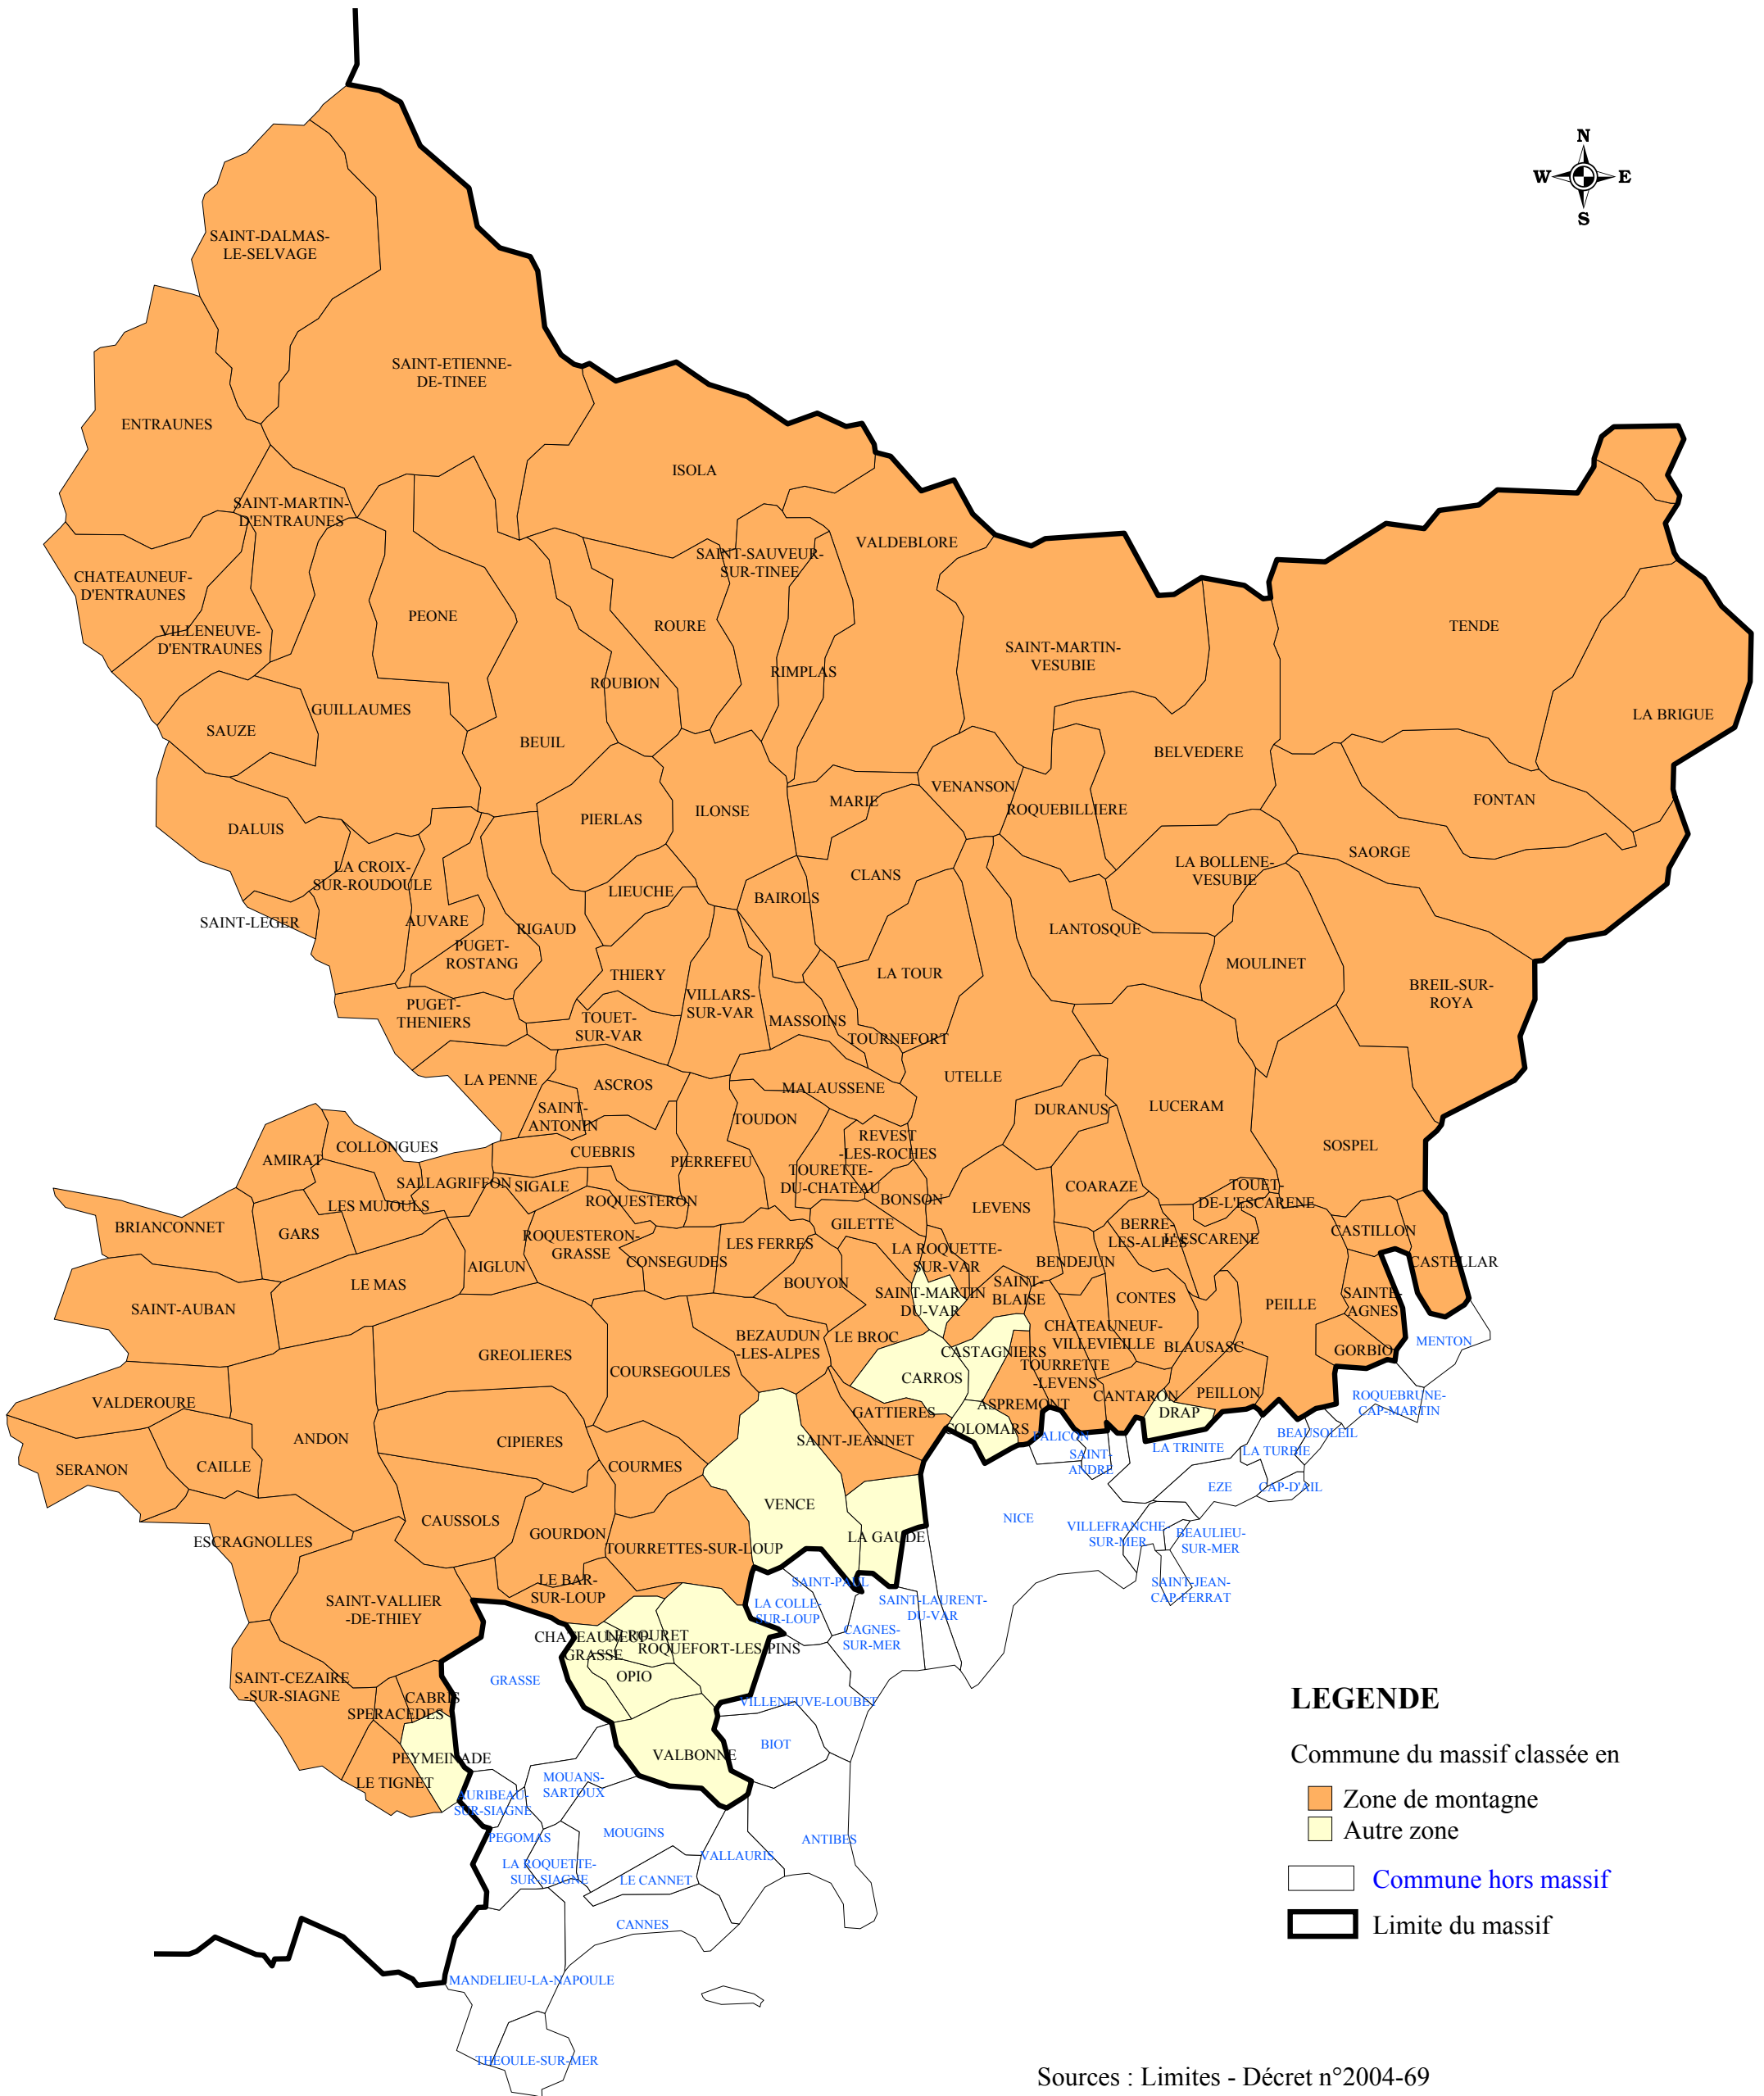 N
W E
S
SAINT-DALMAS-
LE-SELVAGE
SAINT-ETIENNE-
DE-TINEE
ENTRAUNES
ISOLA
SAINT-MARTIN-
D'ENTRAUNES
VALDEBLORE
SAINT-SAUVEUR-
SUR-TINEE
CHATEAUNEUF-
D'ENTRAUNES
PEONE
ROURE
TENDE
VILLENEUVE-
D'ENTRAUNES
SAINT-MARTIN-
VESUBIE
RIMPLAS
ROUBION
GUILLAUMES
LA BRIGUE
SAUZE
BEUIL
BELVEDERE
VENANSON
MARIE
FONTAN
ROQUEBILLIERE
ILONSE
PIERLAS
DALUIS
SAORGE
LA CROIX-
SUR-ROUDOULE
LA BOLLENE-
VESUBIE
CLANS
LIEUCHE
BAIROLS
SAINT-LEGER
AUVARE
RIGAUD
LANTOSQUE
PUGET-
ROSTANG
MOULINET
THIERY
LA TOUR
BREIL-SUR-
ROYA
VILLARS-
SUR-VAR
PUGET-
THENIERS
TOUET-
SUR-VAR
MASSOINS
TOURNEFORT
LA PENNE
ASCROS
UTELLE
MALAUSSENE
SAINT-
ANTONIN
TOUDON
DURANUS
LUCERAM
COLLONGUES
AMIRAT
CUEBRIS
PIERREFEU
REVEST
-LES-ROCHES
SOSPEL
TOURETTE-
DU-CHATEAU
SALLAGRIFFON
SIGALE
LES MUJOULS
ROQUESTERON
BONSON
COARAZE
TOUET-
DE-L'ESCARENE
BRIANCONNET
GARS
LEVENS
GILETTE
BERRE-
LES-ALPES
L'ESCARENE
CASTILLON
ROQUESTERON-
GRASSE
CONSEGUDES
LES FERRES
LA ROQUETTE-
SUR-VAR
BENDEJUN
CASTELLAR
AIGLUN
LE MAS
BOUYON
SAINT-MARTIN
DU-VAR
SAINT-
BLAISE
CONTES
PEILLE
SAINTE-
AGNES
SAINT-AUBAN
BEZAUDUN
-LES-ALPES
LE BROC
CHATEAUNEUF-
VILLEVIEILLE
BLAUSASC
GORBIO
MENTON
GREOLIERES
CASTAGNIERS
COURSEGOULES
CARROS
TOURRETTE
-LEVENS
CANTARON
PEILLON
ROQUEBRUNE-
CAP-MARTIN
VALDEROURE
GATTIERES
ASPREMONT
DRAP
ANDON
CIPIERES
SAINT-JEANNET
COLOMARS
FALICON
BEAUSOLEIL
SERANON
CAILLE
COURMES
SAINT-
ANDRE
LA TRINITE
LA TURBIE
EZE
CAP-D'AIL
VENCE
NICE
CAUSSOLS
GOURDON
ESCRAGNOLLES
LA GAUDE
VILLEFRANCHE-
SUR-MER
BEAULIEU-
SUR-MER
TOURRETTES-SUR-LOUP
LE BAR-
SUR-LOUP
SAINT-PAUL
SAINT-JEAN-
CAP-FERRAT
SAINT-VALLIER
-DE-THIEY
LA COLLE-
SUR-LOUP
SAINT-LAURENT-
DU-VAR
CAGNES-
SUR-MER
CHATEAUNEUF-
GRASSE
LE ROURET
ROQUEFORT-LES-PINS
OPIO
GRASSE
SAINT-CEZAIRE
-SUR-SIAGNE
CABRIS
SPERACEDES
VILLENEUVE-LOUBET
BIOT
VALBONNE
PEYMEINADE
LE TIGNET
AURIBEAU-
SUR-SIAGNE
MOUANS-
SARTOUX
PEGOMAS
MOUGINS
ANTIBES
VALLAURIS
LA ROQUETTE-
SUR-SIAGNE
LE CANNET
CANNES
MANDELIEU-LA-NAPOULE
THEOULE-SUR-MER
LEGENDE
Commune du massif classée en
Zone de montagne
Autre zone
Commune hors massif
Limite du massif
Sources : Limites - Décret n°2004-69